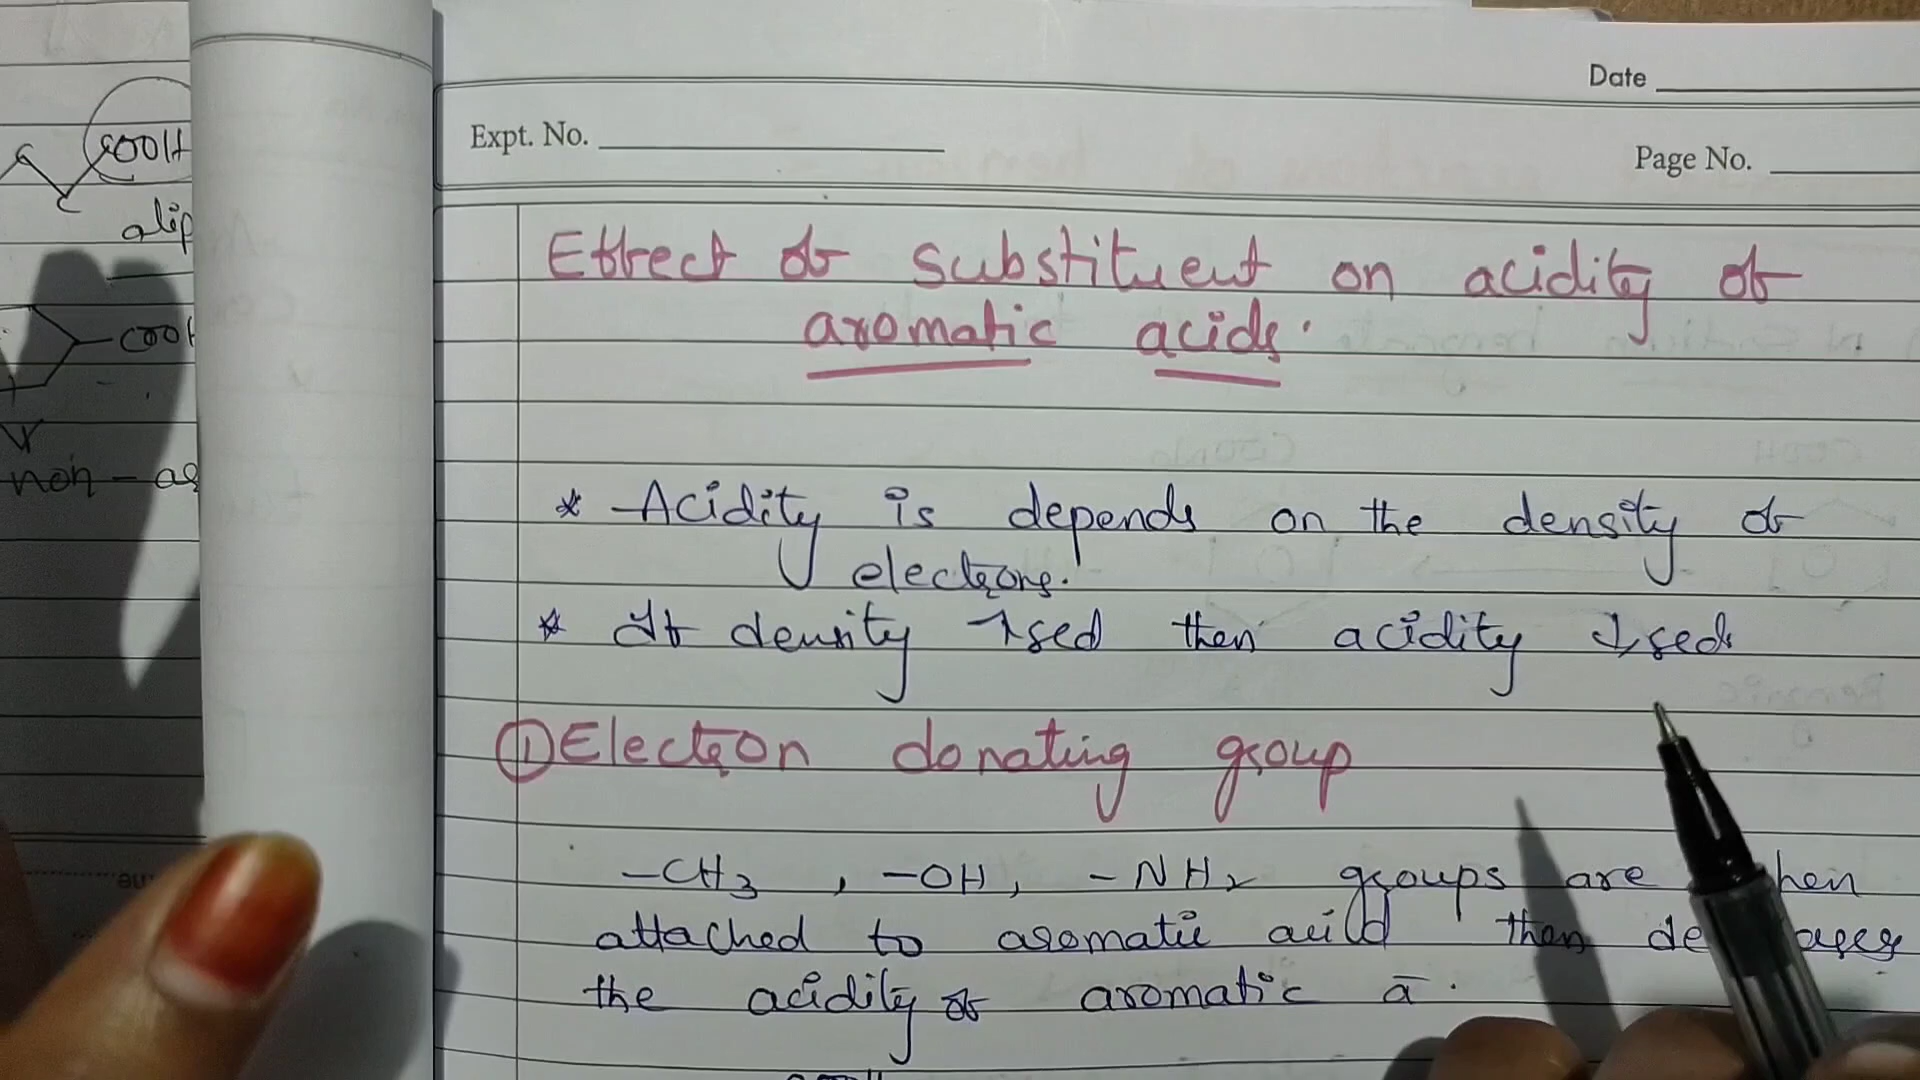 Date
Expt. No.
Page No.
COOH
alip
COOH
non - 
Effect of substituent on acidity of
aromatic acids.
* Acidity is depends on the density of
electrons.
* If density ↑sed then acidity ↓sed
① Electron donating group
-CH3, -OH, -NH2 groups are
attached to aromatic acid then
the acidity of aromatic a.